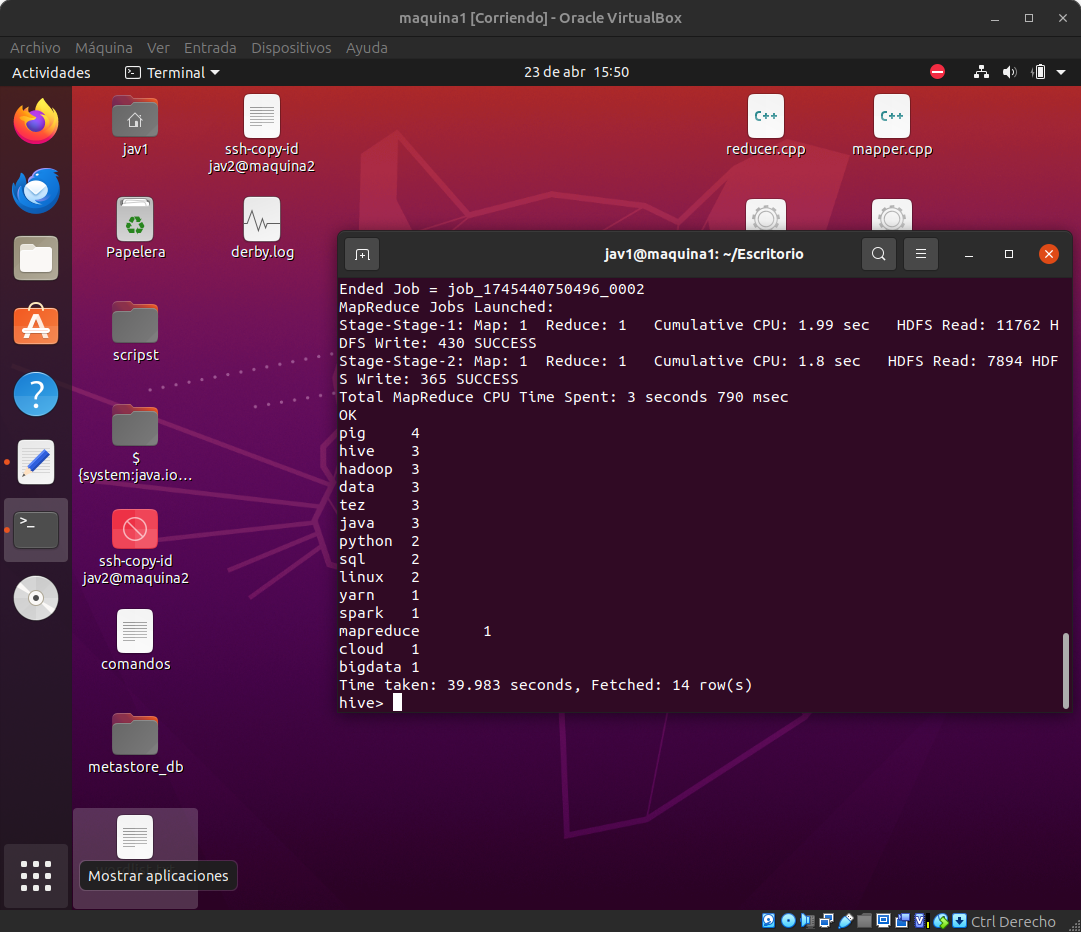 maquina1 [Corriendo] - Oracle VirtualBox
Archivo Máquina Ver Entrada Dispositivos Ayuda
Actividades Terminal 23 de abr 15:50
jav1
ssh-copy-id
jav2@maquina2
reducer.cpp
mapper.cpp
C++
C++
Papelera
derby.log
scripst
$
{system:java.io...
ssh-copy-id
jav2@maquina2
comandos
metastore_db
Mostrar aplicaciones
jav1@maquina1: ~/Escritorio
Ended Job = job_1745440750496_0002
MapReduce Jobs Launched:
Stage-Stage-1: Map: 1  Reduce: 1   Cumulative CPU: 1.99 sec   HDFS Read: 11762 H
DFS Write: 430 SUCCESS
Stage-Stage-2: Map: 1  Reduce: 1   Cumulative CPU: 1.8 sec   HDFS Read: 7894 HDF
S Write: 365 SUCCESS
Total MapReduce CPU Time Spent: 3 seconds 790 msec
OK
pig     4
hive    3
hadoop  3
data    3
tez     3
java    3
python  2
sql     2
linux   2
yarn    1
spark   1
mapreduce       1
cloud   1
bigdata 1
Time taken: 39.983 seconds, Fetched: 14 row(s)
hive>
Ctrl Derecho